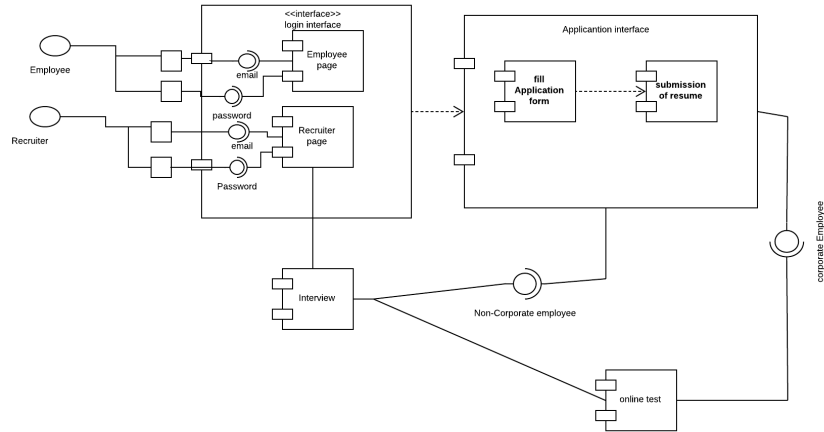 <<interface>>
login interface
Employee
page
Employee
email
password
Recruiter
page
email
Recruiter
Password
Applicantion interface
fill
Application
form
submission
of resume
corporate Employee
Interview
Non-Corporate employee
online test